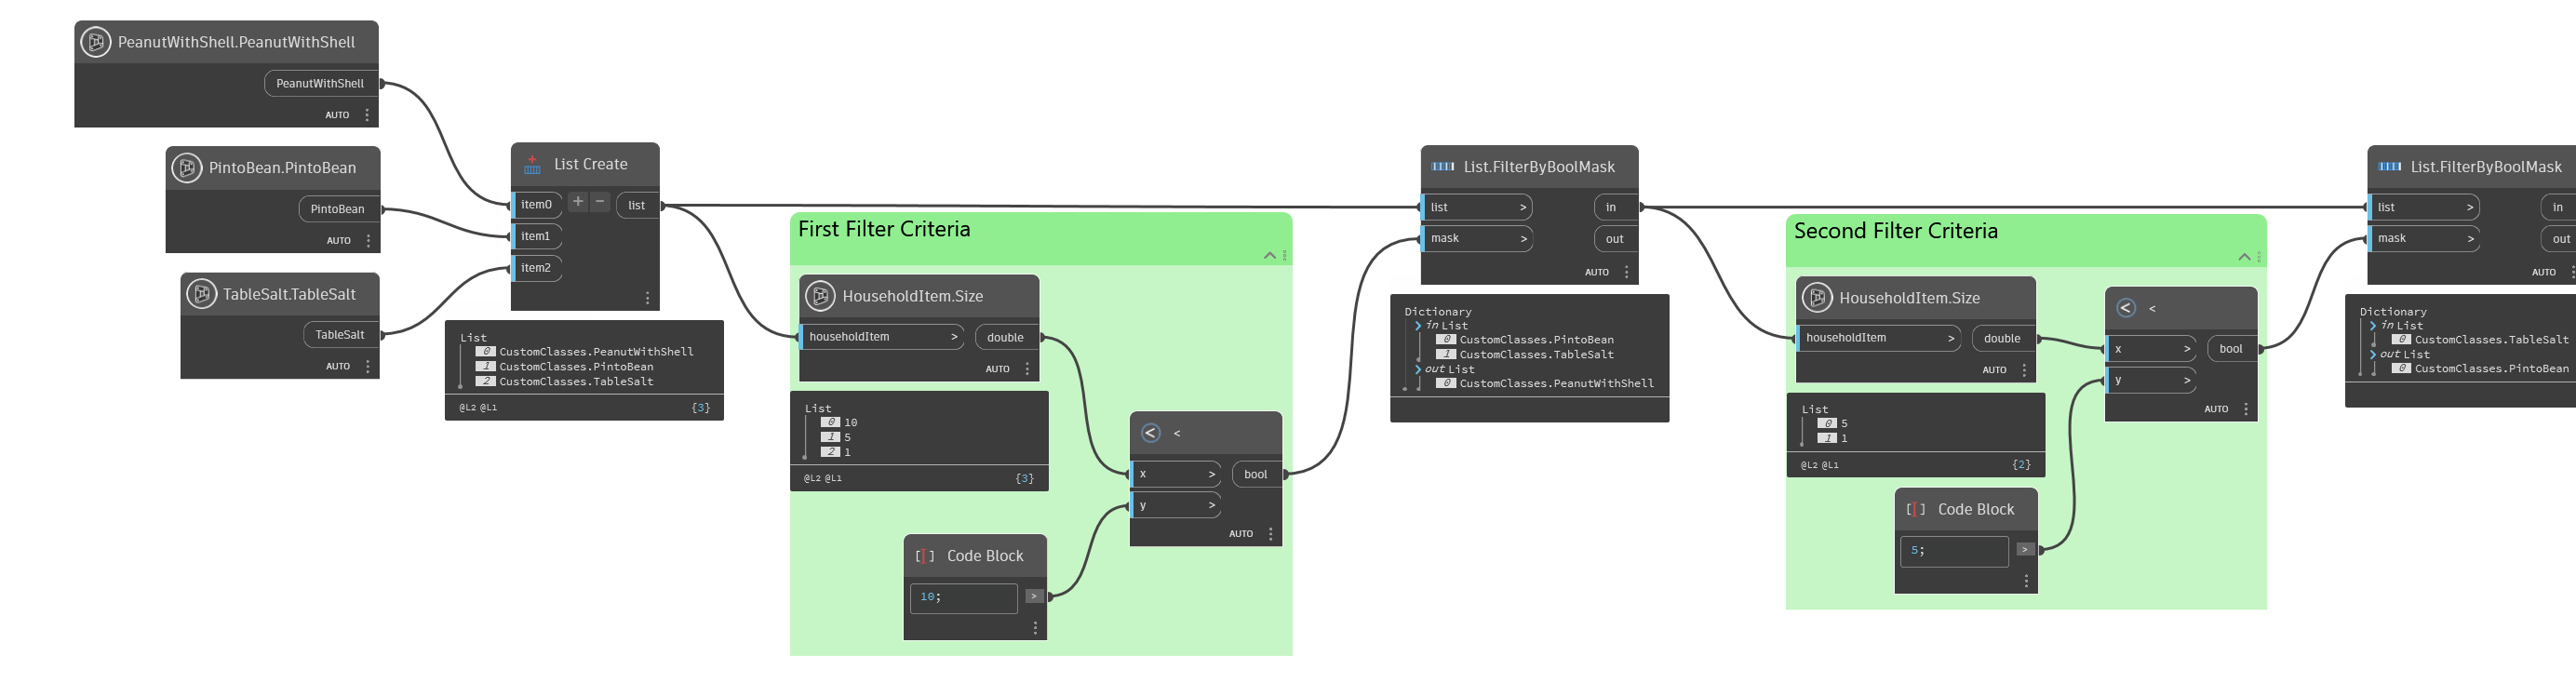 PeanutWithShell.PeanutWithShell
PeanutWithShell
AUTO
PintoBean.PintoBean
PintoBean
AUTO
TableSalt.TableSalt
TableSalt
AUTO
List Create
item0 + - list
item1
item2
List
0 CustomClasses.PeanutWithShell
1 CustomClasses.PintoBean
2 CustomClasses.TableSalt
@L2 @L1 {3}
First Filter Criteria
HouseholdItem.Size
householdItem > double
AUTO
List
0 10
1 5
2 1
@L2 @L1 {3}
Code Block
10; >
< <
x > bool
y >
AUTO
List.FilterByBoolMask
list > in
mask > out
AUTO
Dictionary
in List
0 CustomClasses.PintoBean
1 CustomClasses.TableSalt
out List
0 CustomClasses.PeanutWithShell
Second Filter Criteria
HouseholdItem.Size
householdItem > double
AUTO
List
0 5
1 1
@L2 @L1 {2}
Code Block
5; >
< <
x > bool
y >
AUTO
List.FilterByBoolMask
list > in
mask > out
AUTO
Dictionary
in List
0 CustomClasses.TableSalt
out List
0 CustomClasses.PintoBean